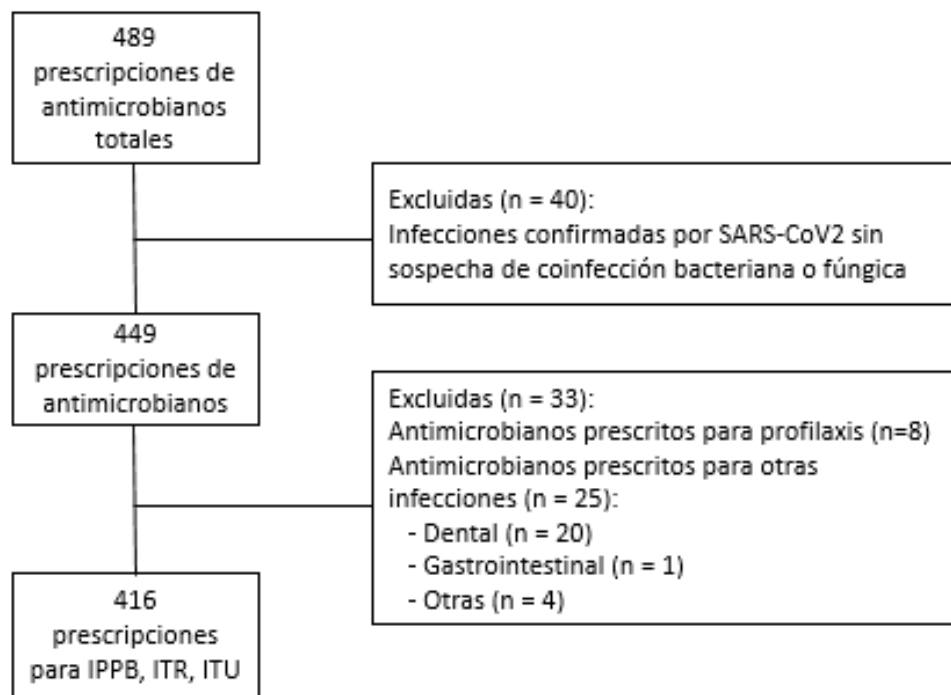 489
prescripciones de
antimicrobianos
totales
Excluidas (n = 40):
Infecciones confirmadas por SARS-CoV2 sin
sospecha de coinfección bacteriana o fúngica
449
prescripciones de
antimicrobianos
Excluidas (n = 33):
Antimicrobianos prescritos para profilaxis (n=8)
Antimicrobianos prescritos para otras
infecciones (n = 25):
- Dental (n = 20)
- Gastrointestinal (n = 1)
- Otras (n = 4)
416
prescripciones
para IPPB, ITR, ITU